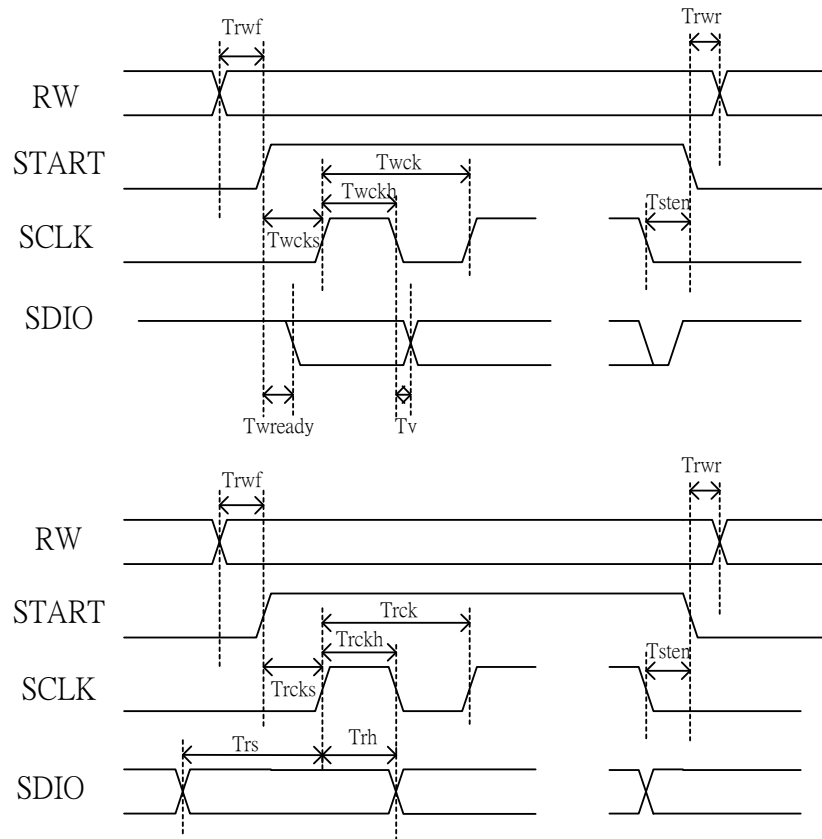 Trwf Trwr
RW
START
Twck
Twckh
Tsten
SCLK
Twcks
SDIO
Twready Tv
Trwf Trwr
RW
START
Trck
Trckh
Tsten
SCLK
Trcks
Trs Trh
SDIO